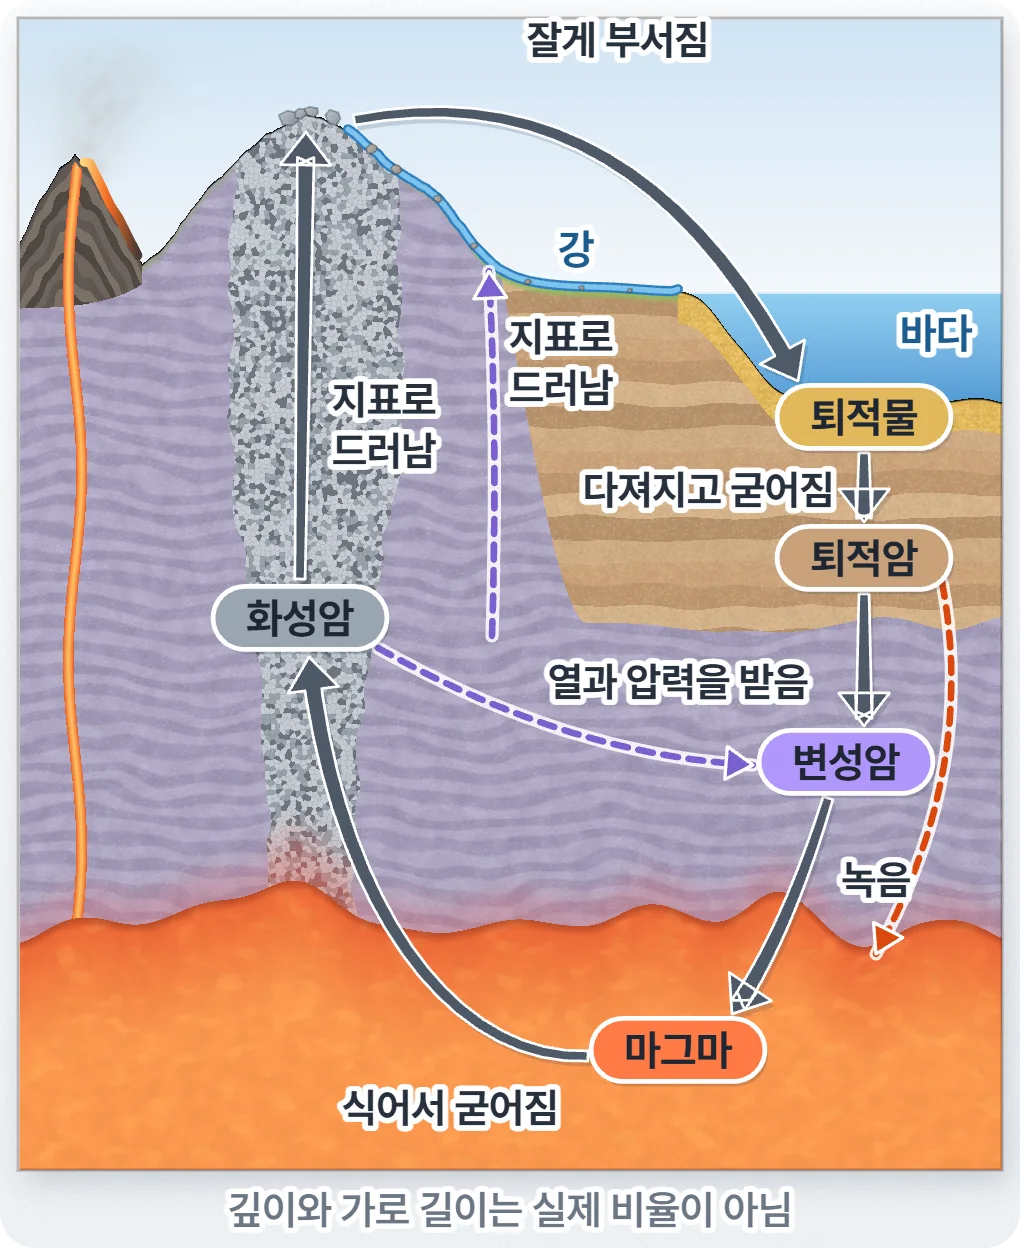 잘게 부서짐
강
바다
지표로
드러남
지표로
드러남
퇴적물
다져지고 굳어짐
퇴적암
화성암
열과 압력을 받음
변성암
녹음
마그마
식어서 굳어짐
깊이와 가로 길이는 실제 비율이 아님